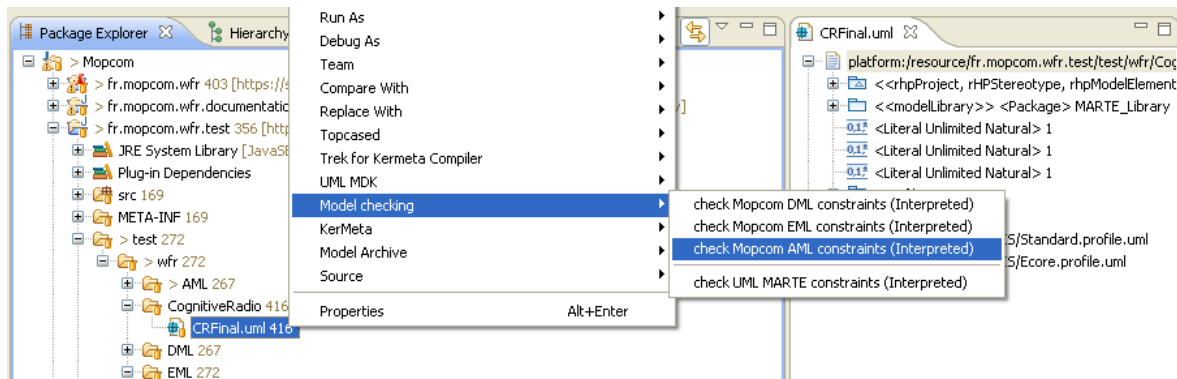 Package Explorer
Hierarchy
> Mopcom
> fr.mopcom.wfr 403 [https://s
> fr.mopcom.wfr.documentatic
> fr.mopcom.wfr.test 356 [http
JRE System Library [JavaSE
Plug-in Dependencies
src 169
META-INF 169
> test 272
> wfr 272
> AML 267
CognitiveRadio 416
CRFinal.uml 416
DML 267
EML 272
Run As
Debug As
Team
Compare With
Replace With
Topcased
Trek for Kermeta Compiler
UML MDK
Model checking
KerMeta
Model Archive
Source
Properties Alt+Enter
check Mopcom DML constraints (Interpreted)
check Mopcom EML constraints (Interpreted)
check Mopcom AML constraints (Interpreted)
check UML MARTE constraints (Interpreted)
CRFinal.uml
platform:/resource/fr.mopcom.wfr.test/test/wfr/Cog
<<rhpProject, rHPStereotype, rhpModelElement
<<modelLibrary>> <Package> MARTE_Library
<Literal Unlimited Natural> 1
<Literal Unlimited Natural> 1
<Literal Unlimited Natural> 1
S/Standard.profile.uml
S/Ecore.profile.uml